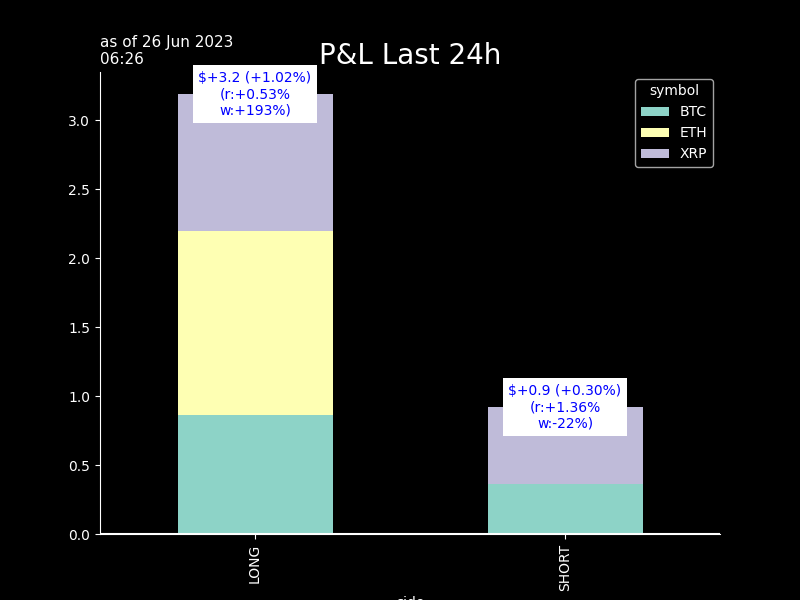 as of 26 Jun 2023
06:26
P&L Last 24h
$+3.2 (+1.02%)
(r:+0.53%
w:+193%)
symbol
BTC
ETH
XRP
3.0
2.5
2.0
1.5
1.0
0.5
0.0
$+0.9 (+0.30%)
(r:+1.36%
w:-22%)
LONG
SHORT
side